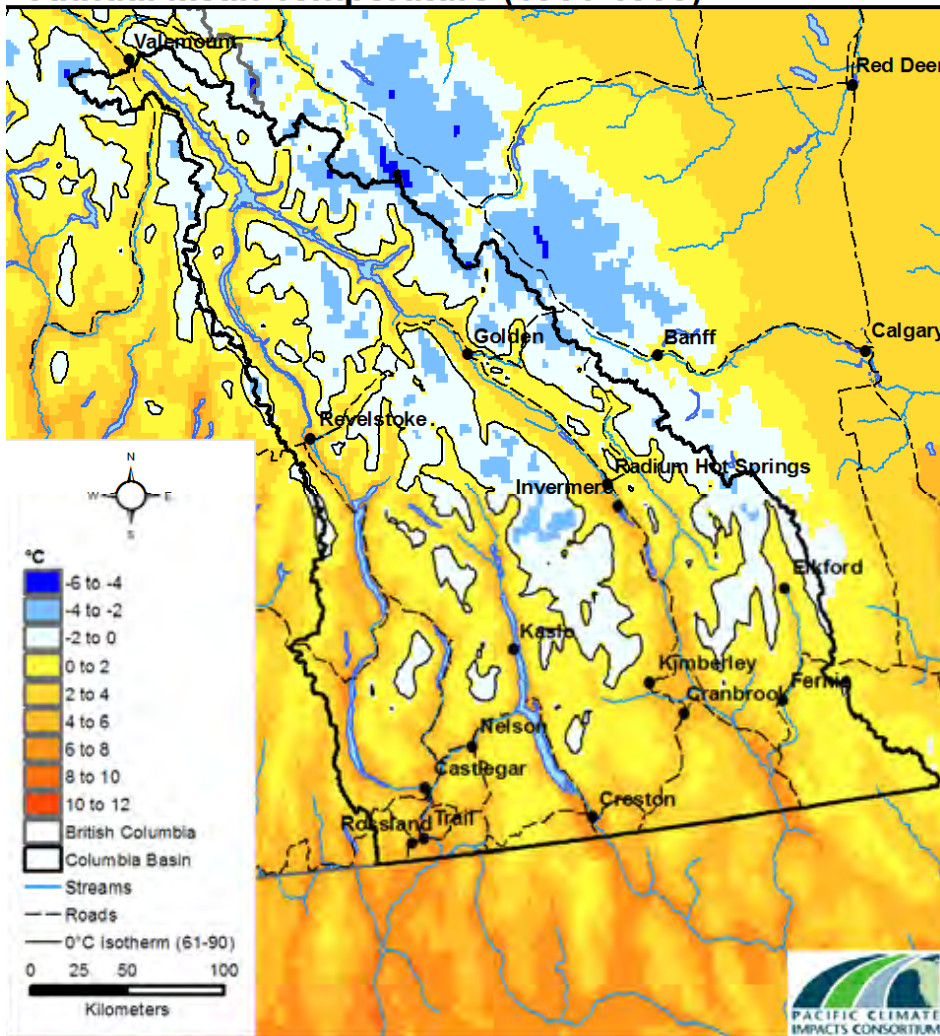 Valemount
Red Deer
Golden
Banff
Calgary
Revelstoke
Radium Hot Springs
Invermere
Elkford
Kaslo
Kimberley
Cranbrook
Fernie
Nelson
Castlegar
Creston
Rossland
Trail
N
W
E
S
°C
-6 to -4
-4 to -2
-2 to 0
0 to 2
2 to 4
4 to 6
6 to 8
8 to 10
10 to 12
British Columbia
Columbia Basin
Streams
Roads
0°C Isotherm (61-90)
0 25 50 100
Kilometers
PACIFIC CLIMATE
IMPACTS CONSORTIUM